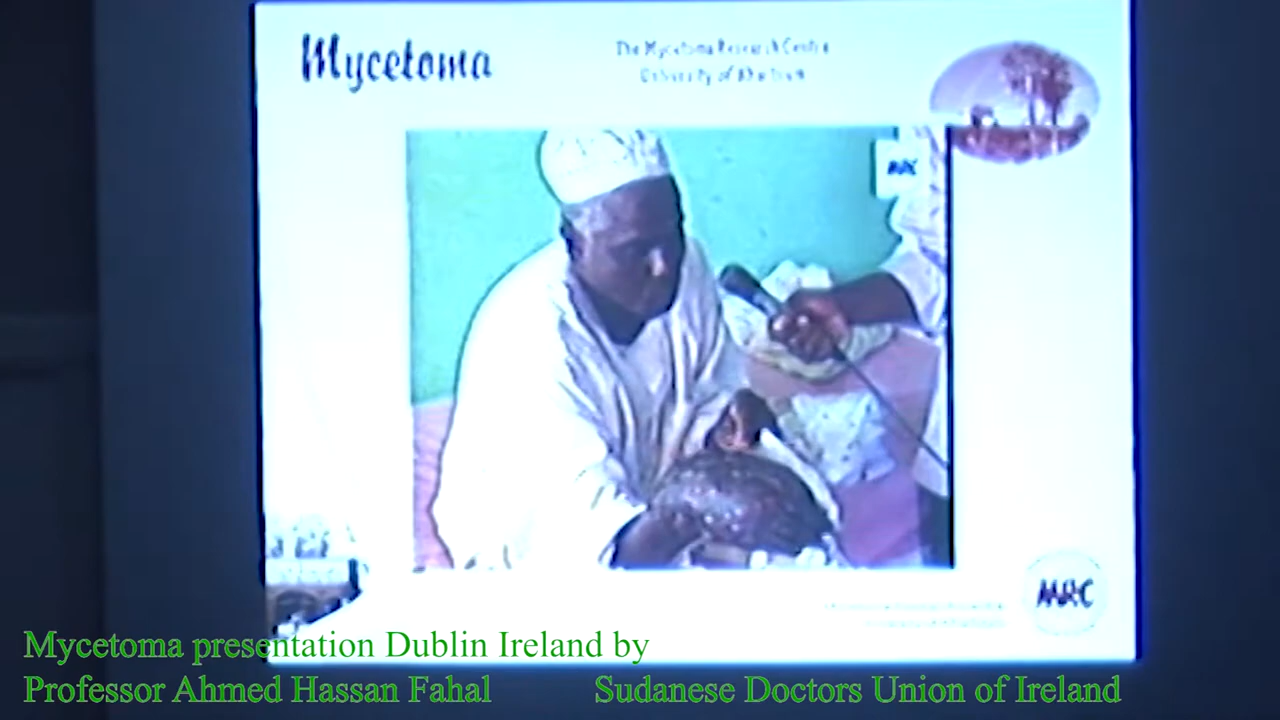 Mycetoma
The Mycetoma Research Centre
University of Khartoum
MRC
MRC
Mycetoma presentation Dublin Ireland by
Professor Ahmed Hassan Fahal Sudanese Doctors Union of Ireland